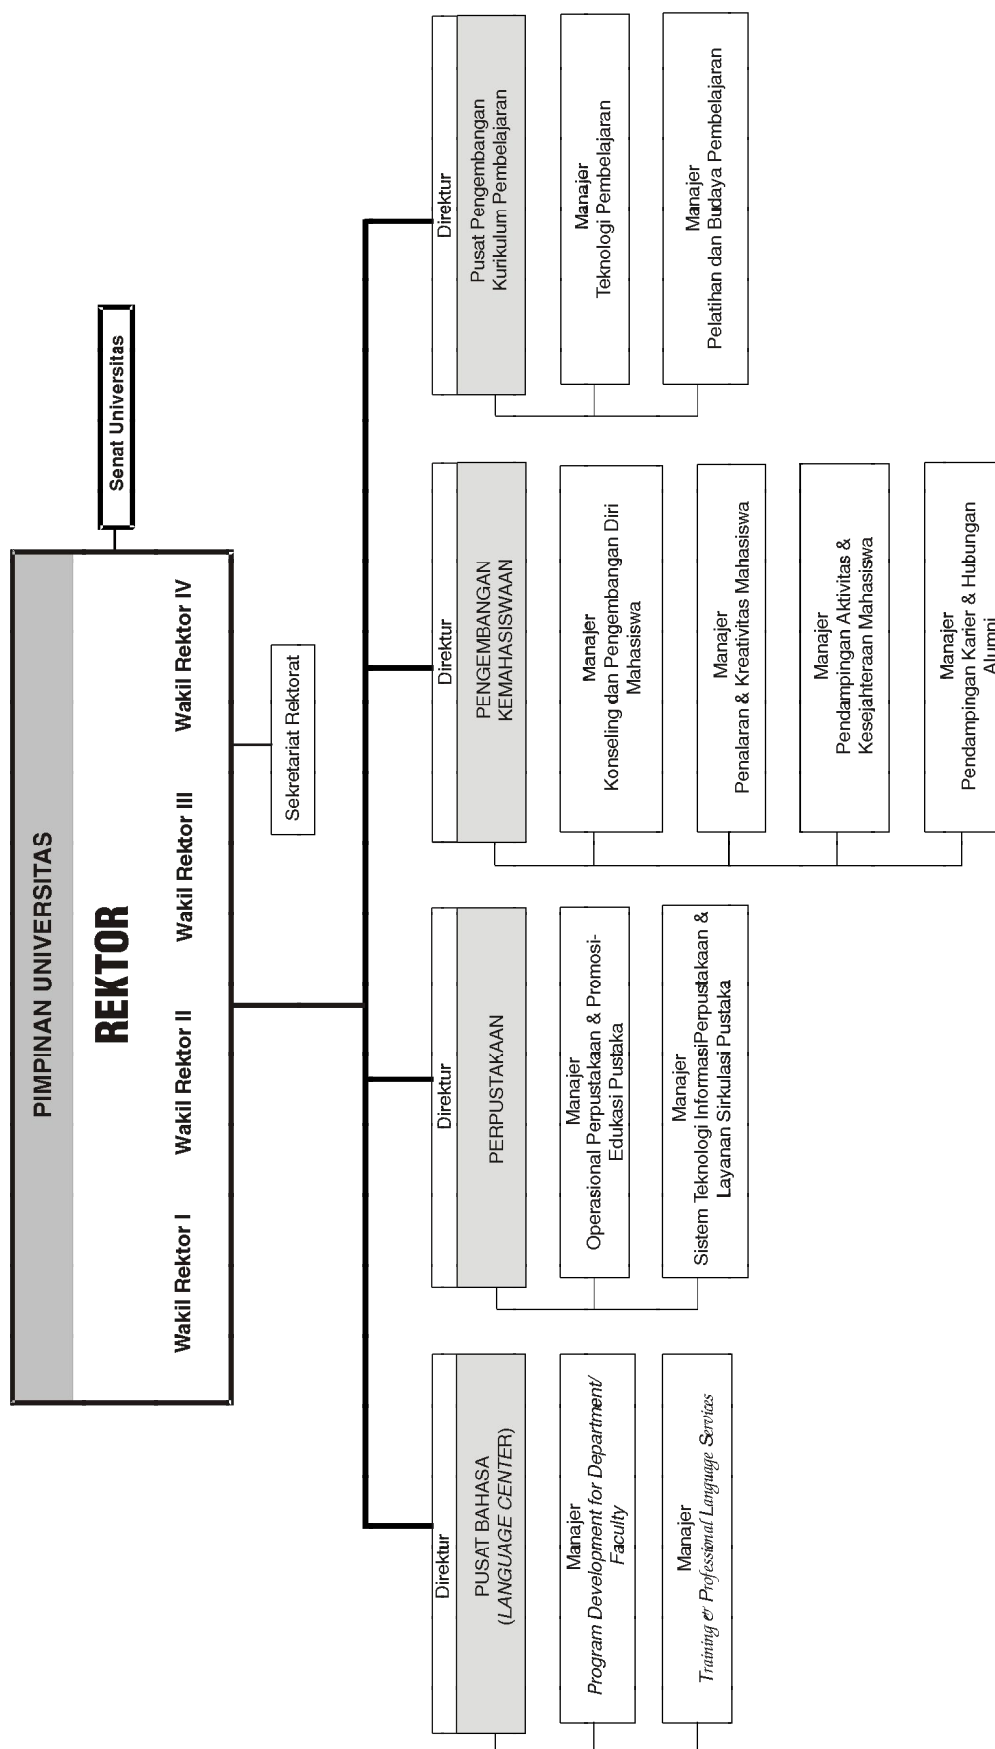 PIMPINAN UNIVERSITAS
REKTOR
Wakil Rektor I
Wakil Rektor II
Wakil Rektor III
Wakil Rektor IV
Senat Universitas
Sekretariat Rektorat
Direktur
PUSAT BAHASA
(LANGUAGE CENTER)
Manajer
Program Development for Department/
Faculty
Manajer
Training & Professional Language Services
Direktur
PERPUSTAKAAN
Manajer
Operasional Perpustakaan & Promosi-
Edukasi Pustaka
Manajer
Sistem Teknologi InformasiPerpustakaan &
Layanan Sirkulasi Pustaka
Direktur
PENGEMBANGAN
KEMAHASISWAAN
Manajer
Konseling dan Pengembangan Diri
Mahasiswa
Manajer
Penalaran & Kreativitas Mahasiswa
Manajer
Pendampingan Aktivitas &
Kesejahteraan Mahasiswa
Manajer
Pendampingan Karier & Hubungan
Alumni
Direktur
Pusat Pengembangan
Kurikulum Pembelajaran
Manajer
Teknologi Pembelajaran
Manajer
Pelatihan dan Budaya Pembelajaran